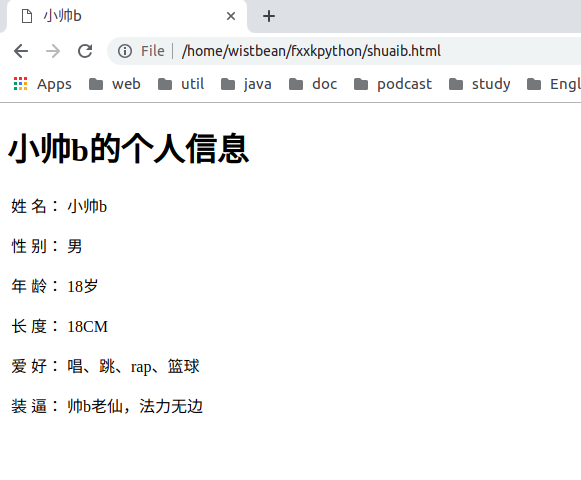 小帅b
File /home/wistbean/fxxkpython/shuaib.html
Apps web util java doc podcast study Engl
小帅b的个人信息
姓 名： 小帅b
性 别： 男
年 龄： 18岁
长 度： 18CM
爱 好： 唱、跳、rap、篮球
装 逼： 帅b老仙，法力无边